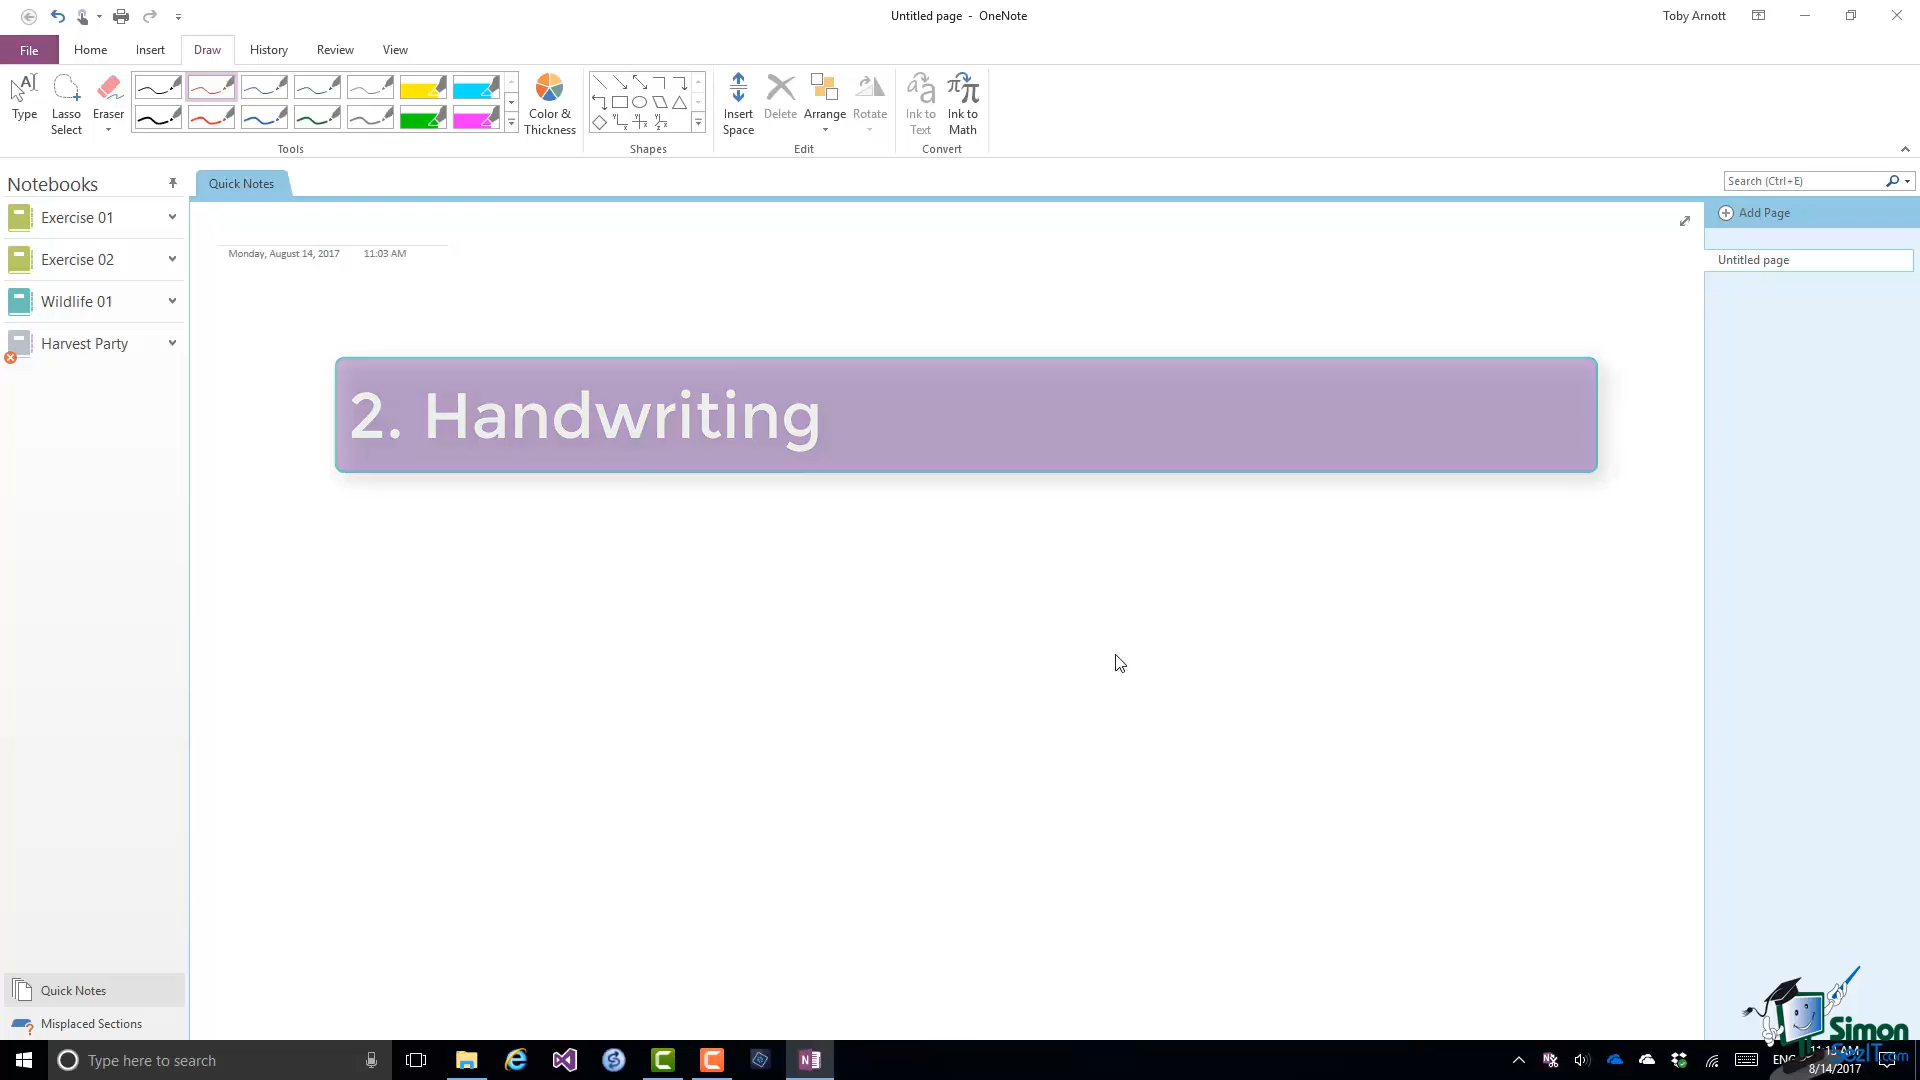 Untitled page - OneNote
Toby Arnott
File
Home
Insert
Draw
History
Review
View
Type
Lasso
Select
Eraser
Color &
Thickness
Insert
Space
Delete
Arrange
Rotate
Ink to
Text
Ink to
Math
Tools
Shapes
Edit
Convert
Notebooks
Quick Notes
Search (Ctrl+E)
Exercise 01
Exercise 02
Wildlife 01
Harvest Party
Add Page
Untitled page
Monday, August 14, 2017
11:03 AM
2. Handwriting
Quick Notes
Misplaced Sections
Simon
SezIT.com
Type here to search
8/14/2017